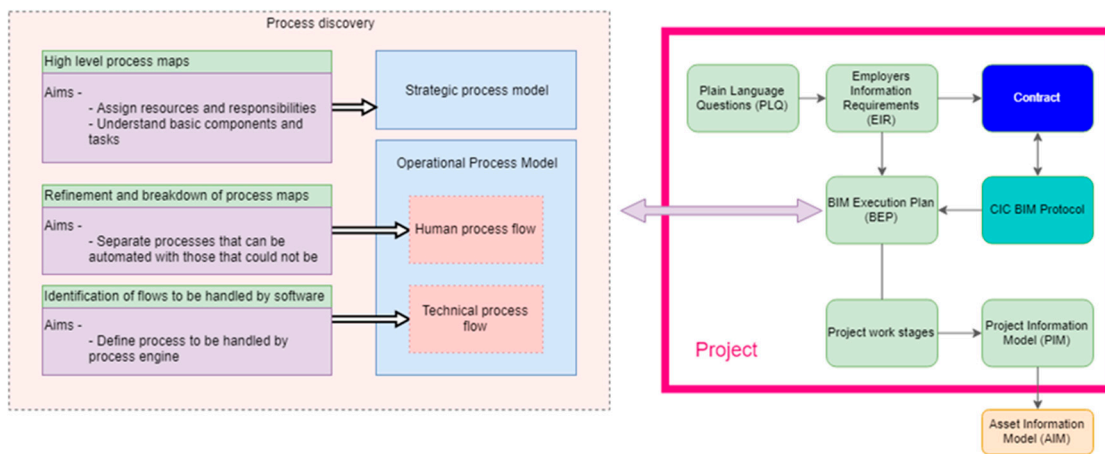 Process discovery
High level process maps
Aims -
- Assign resources and responsibilities
- Understand basic components and
tasks
Strategic process model
Operational Process Model
Refinement and breakdown of process maps
Aims -
- Separate processes that can be
automated with those that could not be
Human process flow
Identification of flows to be handled by software
Aims -
- Define process to be handled by
process engine
Technical process
flow
Plain Language
Questions (PLQ)
Employers
Information
Requirements
(EIR)
Contract
BIM Execution Plan
(BEP)
CIC BIM Protocol
Project work stages
Project Information
Model (PIM)
Project
Asset Information
Model (AIM)